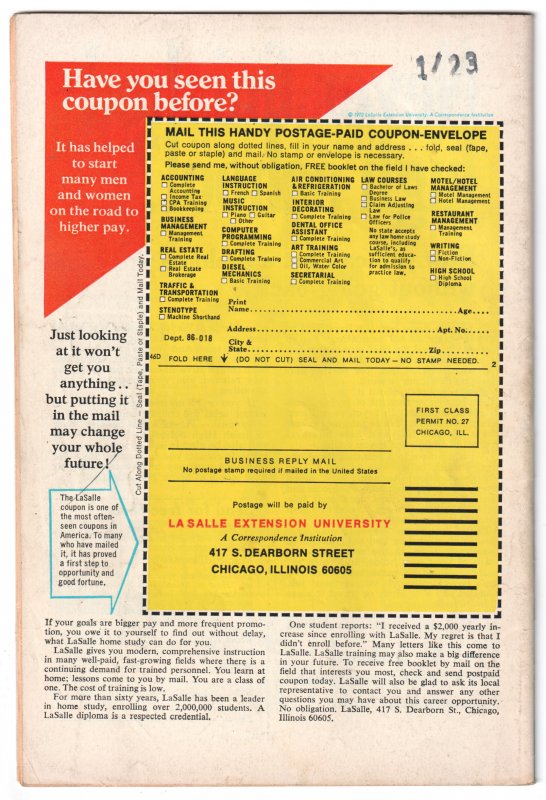 1/23
Have you seen this
coupon before?
© 1972 LaSalle Extension University, A Correspondence Institution
It has helped
to start
many men
and women
on the road to
higher pay.
MAIL THIS HANDY POSTAGE-PAID COUPON-ENVELOPE
Cut coupon along dotted lines, fill in your name and address . . . fold, seal (tape,
paste or staple) and mail. No stamp or envelope is necessary.
Please send me, without obligation, FREE booklet on the field I have checked:
ACCOUNTING
Complete
Accounting
Income Tax
CPA Training
Bookkeeping
BUSINESS
MANAGEMENT
Management
Training
REAL ESTATE
Complete Real
Estate
Real Estate
Brokerage
TRAFFIC &
TRANSPORTATION
Complete Training
STENOTYPE
Machine Shorthand
LANGUAGE
INSTRUCTION
French Spanish
MUSIC
INSTRUCTION
Piano Guitar
Other
COMPUTER
PROGRAMMING
Complete Training
DRAFTING
Complete Training
DIESEL
MECHANICS
Basic Training
AIR CONDITIONING
& REFRIGERATION
Basic Training
INTERIOR
DECORATING
Complete Training
DENTAL OFFICE
ASSISTANT
Complete Training
ART TRAINING
Complete Training
Commercial Art
Oil, Water Color
SECRETARIAL
Complete Training
LAW COURSES
Bachelor of Laws
Degree
Business Law
Claim Adjusting
Law
Law for Police
Officers
No state accepts
any law home study
course, including
LaSalle's, as
sufficient educa-
tion to qualify
for admission to
practice law.
MOTEL/HOTEL
MANAGEMENT
Motel Management
Hotel Management
RESTAURANT
MANAGEMENT
Management
Training
WRITING
Fiction
Non-Fiction
HIGH SCHOOL
High School
Diploma
Print
Name Age
Address Apt. No.
Dept. 86-018
City &
State Zip
46D FOLD HERE (DO NOT CUT) SEAL AND MAIL TODAY – NO STAMP NEEDED. 2
Cut Along Dotted Line – Seal (Tape, Paste or Staple) and Mail Today.
Just looking
at it won't
get you
anything . .
but putting it
in the mail
may change
your whole
future!
The LaSalle
coupon is one of
the most often-
seen coupons in
America. To many
who have mailed
it, it has proved
a first step to
opportunity and
good fortune.
FIRST CLASS
PERMIT NO. 27
CHICAGO, ILL.
BUSINESS REPLY MAIL
No postage stamp required if mailed in the United States
Postage will be paid by
LA SALLE EXTENSION UNIVERSITY
A Correspondence Institution
417 S. DEARBORN STREET
CHICAGO, ILLINOIS 60605
If your goals are bigger pay and more frequent promo-
tion, you owe it to yourself to find out without delay,
what LaSalle home study can do for you.
LaSalle gives you modern, comprehensive instruction
in many well-paid, fast-growing fields where there is a
continuing demand for trained personnel. You learn at
home; lessons come to you by mail. You are a class of
one. The cost of training is low.
For more than sixty years, LaSalle has been a leader
in home study, enrolling over 2,000,000 students. A
LaSalle diploma is a respected credential.
One student reports: "I received a $2,000 yearly in-
crease since enrolling with LaSalle. My regret is that I
didn't enroll before." Many letters like this come to
LaSalle. LaSalle training may also make a big difference
in your future. To receive free booklet by mail on the
field that interests you most, check and send postpaid
coupon today. LaSalle will also be glad to ask its local
representative to contact you and answer any other
questions you may have about this career opportunity.
No obligation. LaSalle, 417 S. Dearborn St., Chicago,
Illinois 60605.